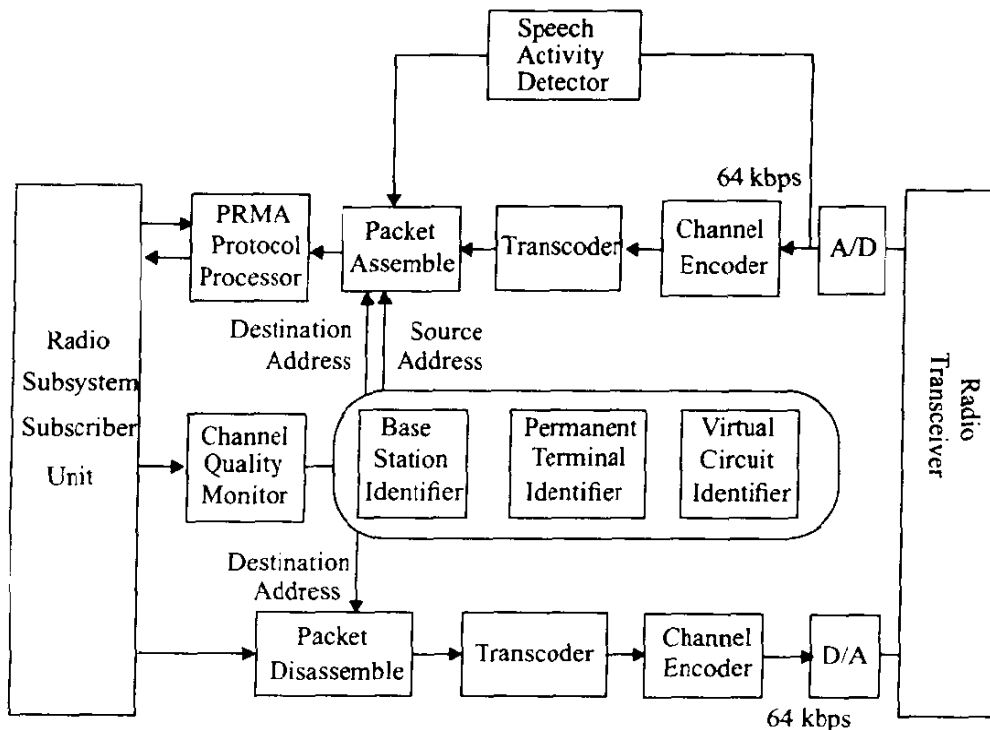 Speech
Activity
Detector
64 kbps
PRMA
Protocol
Processor
Packet
Assemble
Transcoder
Channel
Encoder
A/D
Destination
Address
Source
Address
Radio
Subsystem
Subscriber
Unit
Channel
Quality
Monitor
Base
Station
Identifier
Permanent
Terminal
Identifier
Virtual
Circuit
Identifier
Radio
Transceiver
Destination
Address
Packet
Disassemble
Transcoder
Channel
Encoder
D/A
64 kbps